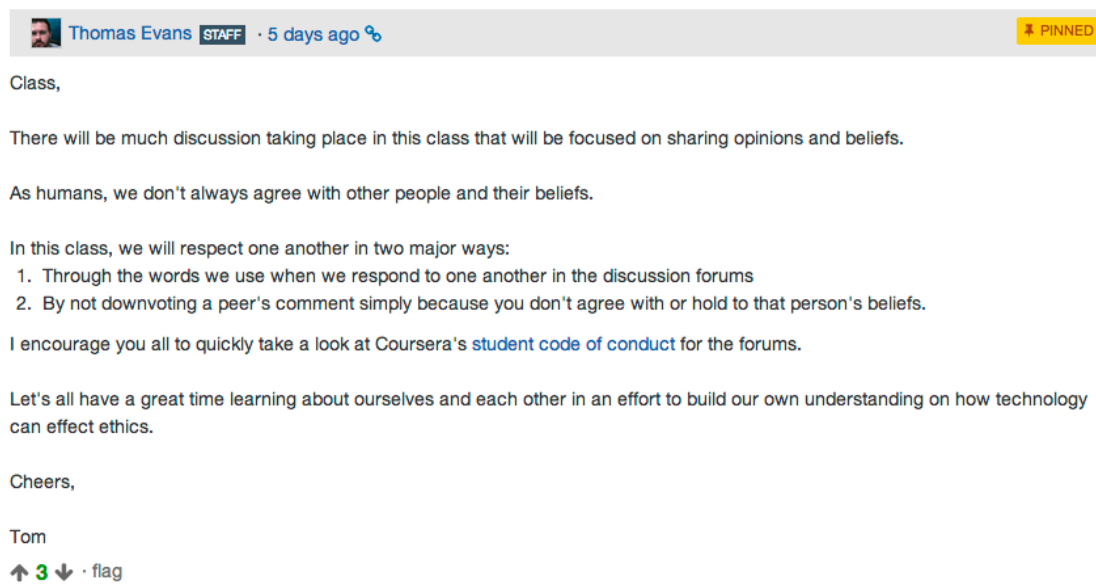 Thomas Evans STAFF · 5 days ago
PINNED
Class,
There will be much discussion taking place in this class that will be focused on sharing opinions and beliefs.
As humans, we don't always agree with other people and their beliefs.
In this class, we will respect one another in two major ways:
1. Through the words we use when we respond to one another in the discussion forums
2. By not downvoting a peer's comment simply because you don't agree with or hold to that person's beliefs.
I encourage you all to quickly take a look at Coursera's student code of conduct for the forums.
Let's all have a great time learning about ourselves and each other in an effort to build our own understanding on how technology
can effect ethics.
Cheers,
Tom
3 · flag